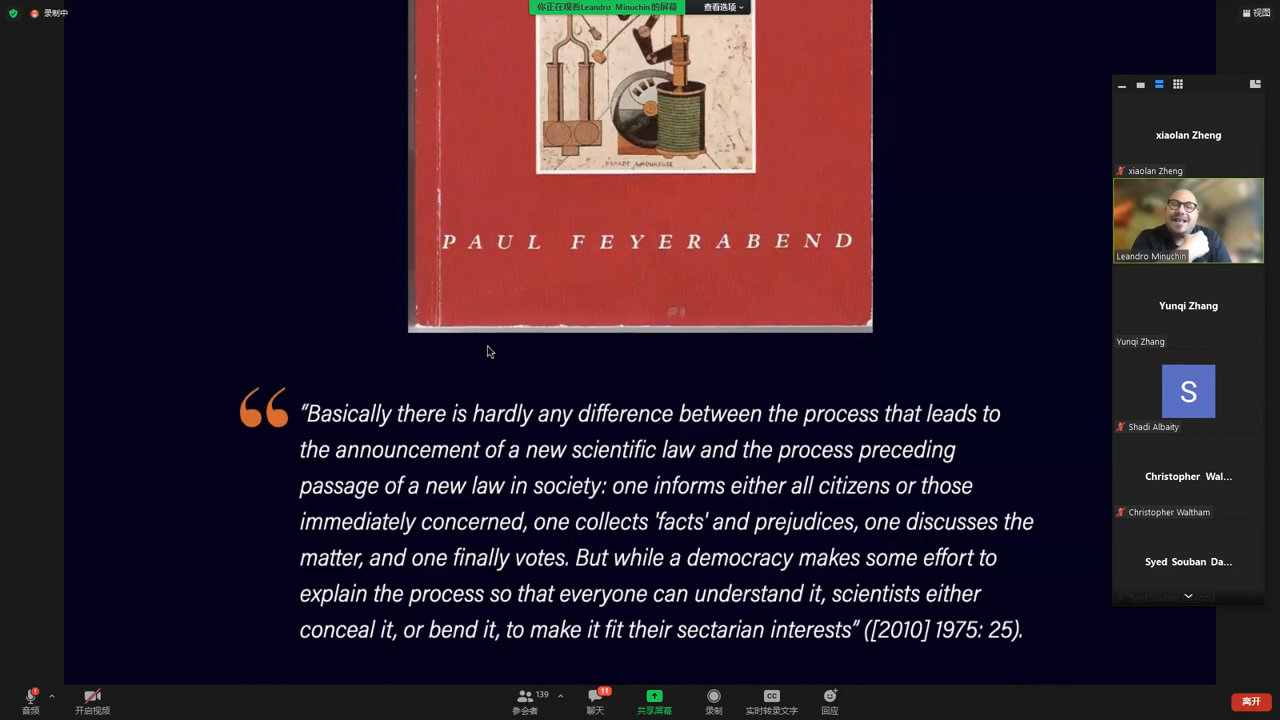 录制中
你正在观看Leandro Minuchin的屏幕
查看选项
视图
PARADE AMOUREUSE
PAUL FEYERABEND
“Basically there is hardly any difference between the process that leads to
the announcement of a new scientific law and the process preceding
passage of a new law in society: one informs either all citizens or those
immediately concerned, one collects 'facts' and prejudices, one discusses the
matter, and one finally votes. But while a democracy makes some effort to
explain the process so that everyone can understand it, scientists either
conceal it, or bend it, to make it fit their sectarian interests” ([2010] 1975: 25).
xiaolan Zheng
xiaolan Zheng
Leandro Minuchin
Yunqi Zhang
Yunqi Zhang
S
Shadi Albaity
Christopher Wal...
Christopher Waltham
Syed Souban Da...
音频
开启视频
139
参会者
11
聊天
共享屏幕
录制
CC
实时转录文字
回应
离开